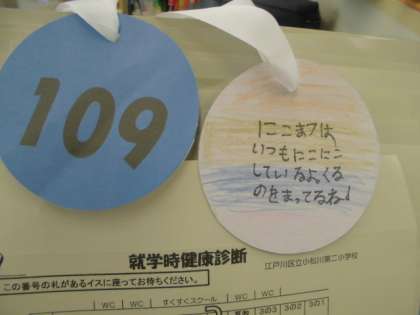 109
にこまつは、
いつもにこにこ
しているよ。くる
のをまってるね!
就学時健康診断
江戸川区立小松川第二小学校
この番号の札があるイスに座ってお待ちください。
WC WC すくすくスクール WC WC
303 302 301